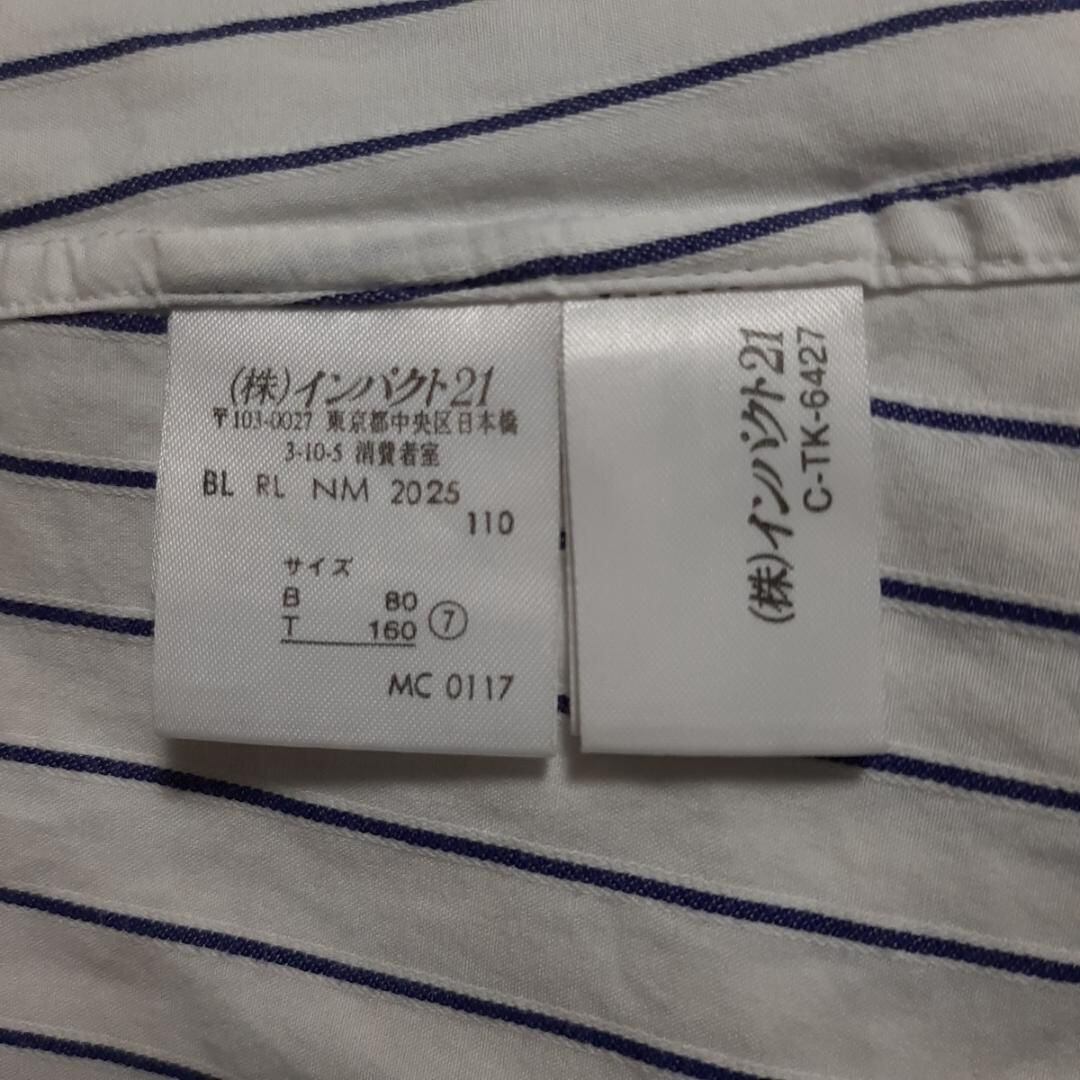 (株)インパクト21
〒103-0027 東京都中央区日本橋
3-10-5 消費者室
BL RL NM 2025
110
サイズ
B 80
T 160 ⑦
MC 0117
(株)インパクト21
C-TK-6427